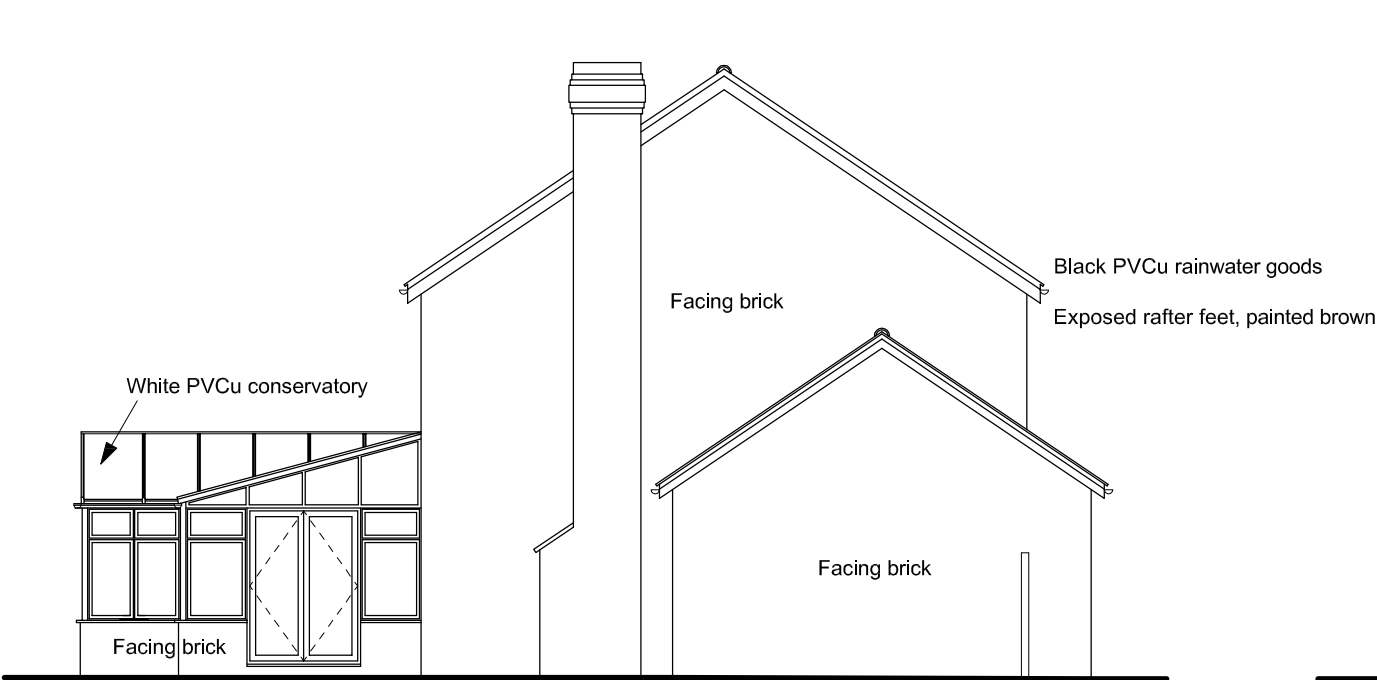 Black PVCu rainwater goods
Facing brick
Exposed rafter feet, painted brown
White PVCu conservatory
Facing brick
Facing brick